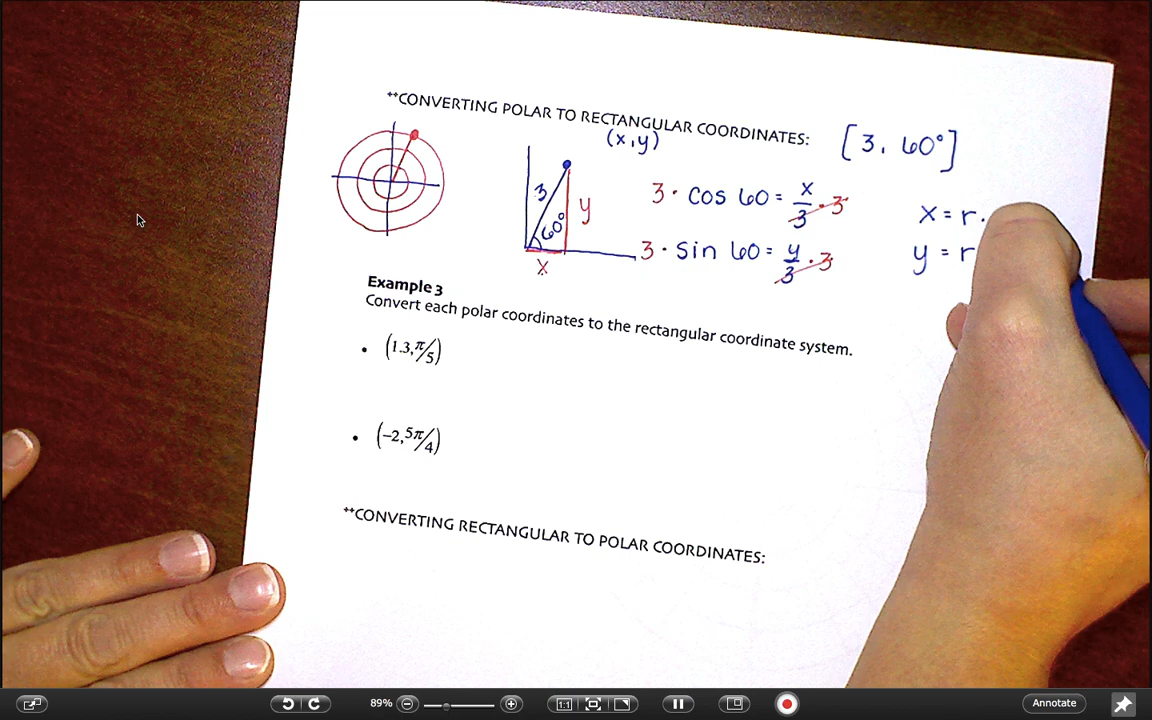 **CONVERTING POLAR TO RECTANGULAR COORDINATES:
[3, 60°]
(x,y)
3
60°
y
x
3· cos 60 = x/3 · 3
3· sin 60 = y/3 · 3
x = r·
y = r
Example 3
Convert each polar coordinates to the rectangular coordinate system.
• (1.3, π/5)
• (−2, 5π/4)
**CONVERTING RECTANGULAR TO POLAR COORDINATES:
89%
1:1
Annotate